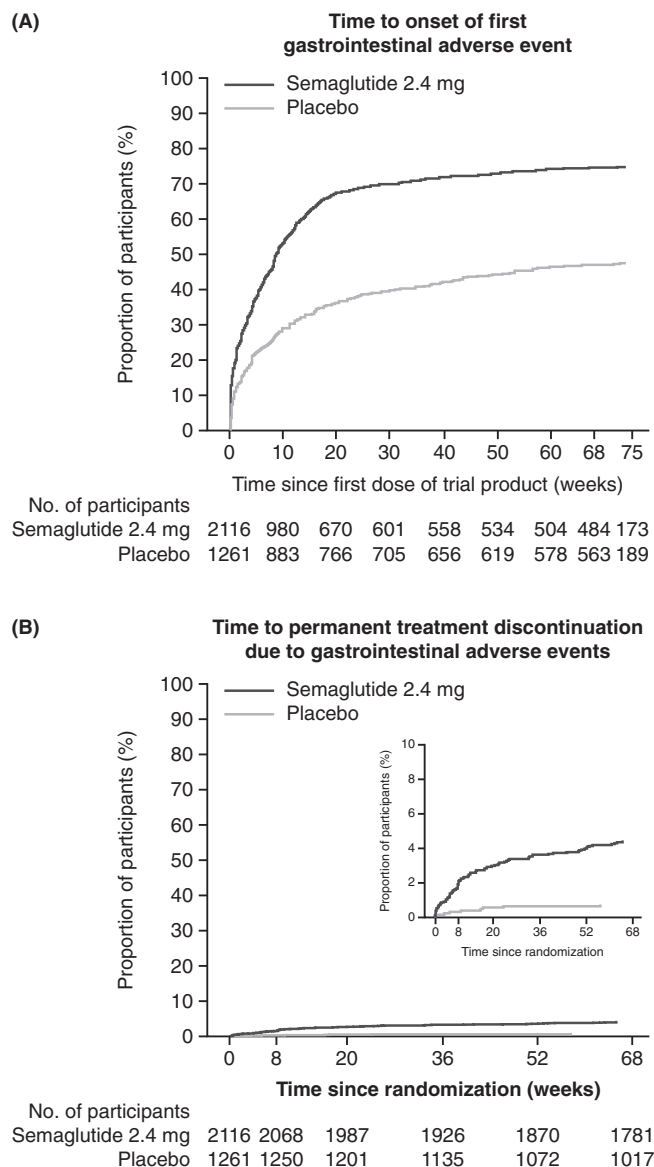 (A)
Time to onset of first
gastrointestinal adverse event
Semaglutide 2.4 mg
Placebo
Proportion of participants (%)
100
90
80
70
60
50
40
30
20
10
0
0 10 20 30 40 50 60 68 75
Time since first dose of trial product (weeks)
No. of participants
Semaglutide 2.4 mg 2116 980 670 601 558 534 504 484 173
Placebo 1261 883 766 705 656 619 578 563 189
(B)
Time to permanent treatment discontinuation
due to gastrointestinal adverse events
Semaglutide 2.4 mg
Placebo
Proportion of participants (%)
100
90
80
70
60
50
40
30
20
10
0
0 8 20 36 52 68
Time since randomization (weeks)
Proportion of participants (%)
10
8
6
4
2
0
0 8 20 36 52 68
Time since randomization
No. of participants
Semaglutide 2.4 mg 2116 2068 1987 1926 1870 1781
Placebo 1261 1250 1201 1135 1072 1017